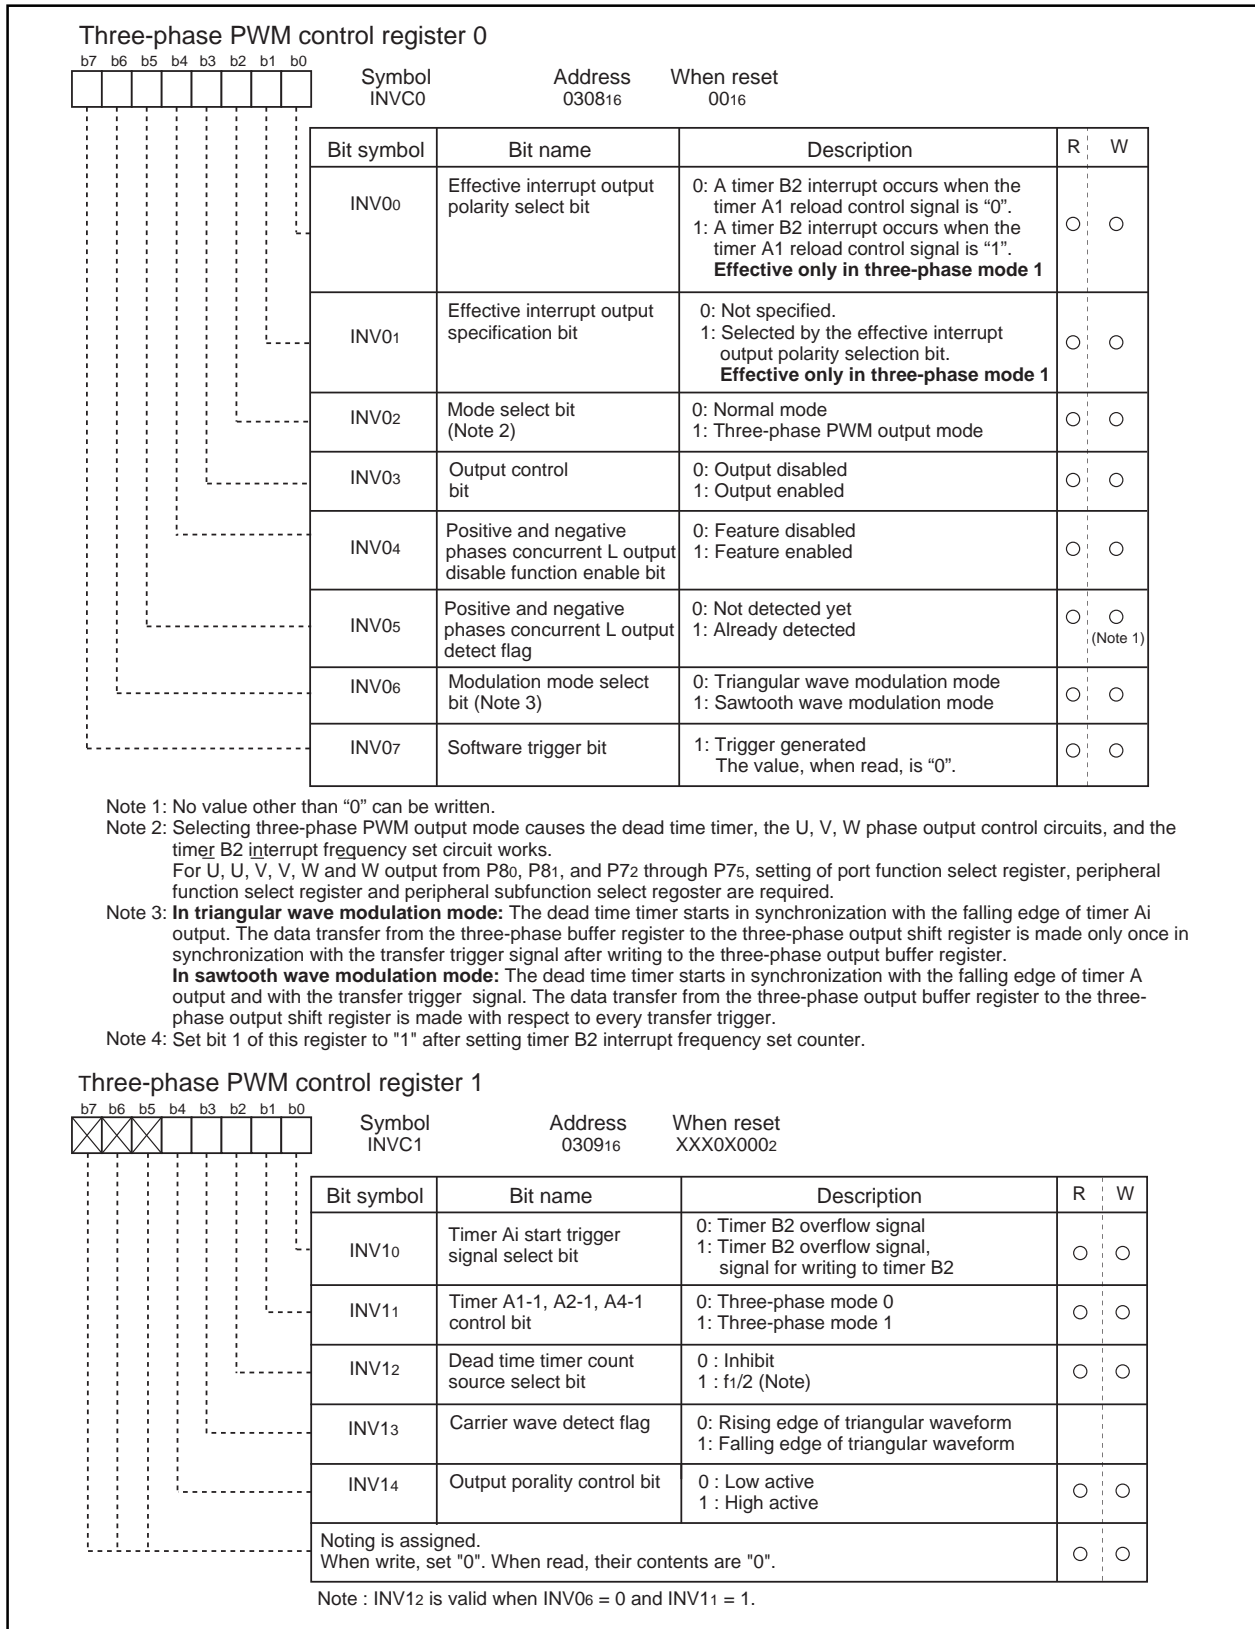 Three-phase PWM control register 0
b7 b6 b5 b4 b3 b2 b1 b0
Symbol Address When reset
INVC0 030816 0016
Bit symbol Bit name Description R W
INV00 Effective interrupt output polarity select bit 0: A timer B2 interrupt occurs when the
timer A1 reload control signal is “0”.
1: A timer B2 interrupt occurs when the
timer A1 reload control signal is “1”.
Effective only in three-phase mode 1
INV01 Effective interrupt output specification bit 0: Not specified.
1: Selected by the effective interrupt
output polarity selection bit.
Effective only in three-phase mode 1
INV02 Mode select bit (Note 2) 0: Normal mode
1: Three-phase PWM output mode
INV03 Output control bit 0: Output disabled
1: Output enabled
INV04 Positive and negative phases concurrent L output disable function enable bit 0: Feature disabled
1: Feature enabled
INV05 Positive and negative phases concurrent L output detect flag 0: Not detected yet
1: Already detected
(Note 1)
INV06 Modulation mode select bit (Note 3) 0: Triangular wave modulation mode
1: Sawtooth wave modulation mode
INV07 Software trigger bit 1: Trigger generated
The value, when read, is “0”.
Note 1: No value other than “0” can be written.
Note 2: Selecting three-phase PWM output mode causes the dead time timer, the U, V, W phase output control circuits, and the
timer B2 interrupt frequency set circuit works.
For U, U̅, V, V̅, W and W̅ output from P80, P81, and P72 through P75, setting of port function select register, peripheral
function select register and peripheral subfunction select regoster are required.
Note 3: In triangular wave modulation mode: The dead time timer starts in synchronization with the falling edge of timer Ai
output. The data transfer from the three-phase buffer register to the three-phase output shift register is made only once in
synchronization with the transfer trigger signal after writing to the three-phase output buffer register.
In sawtooth wave modulation mode: The dead time timer starts in synchronization with the falling edge of timer A
output and with the transfer trigger signal. The data transfer from the three-phase output buffer register to the three-
phase output shift register is made with respect to every transfer trigger.
Note 4: Set bit 1 of this register to "1" after setting timer B2 interrupt frequency set counter.
Three-phase PWM control register 1
b7 b6 b5 b4 b3 b2 b1 b0
Symbol Address When reset
INVC1 030916 XXX0X0002
Bit symbol Bit name Description R W
INV10 Timer Ai start trigger signal select bit 0: Timer B2 overflow signal
1: Timer B2 overflow signal,
signal for writing to timer B2
INV11 Timer A1-1, A2-1, A4-1 control bit 0: Three-phase mode 0
1: Three-phase mode 1
INV12 Dead time timer count source select bit 0 : Inhibit
1 : f1/2 (Note)
INV13 Carrier wave detect flag 0: Rising edge of triangular waveform
1: Falling edge of triangular waveform
INV14 Output porality control bit 0 : Low active
1 : High active
Noting is assigned.
When write, set "0". When read, their contents are "0".
Note : INV12 is valid when INV06 = 0 and INV11 = 1.